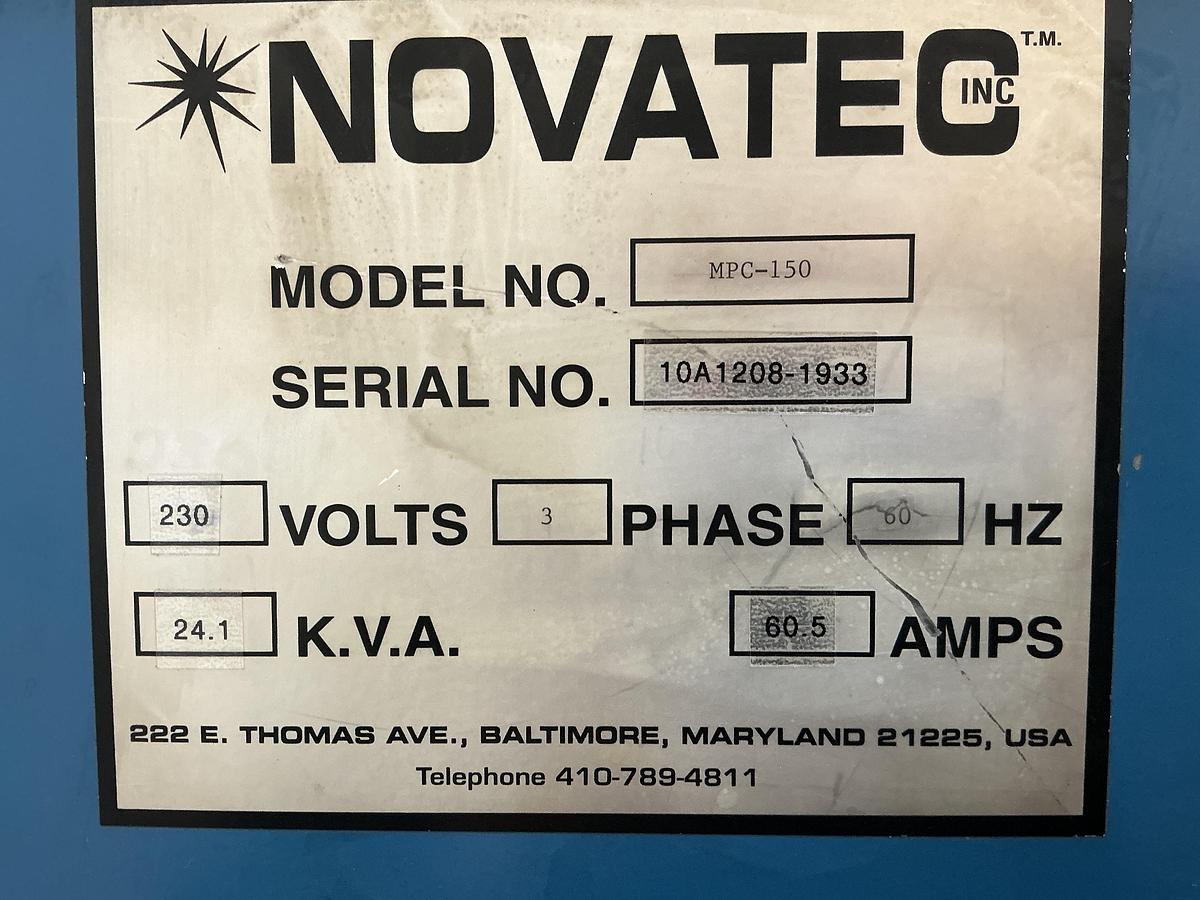 NOVATEC INC T.M.
MODEL NO. MPC-150
SERIAL NO. 10A1208-1933
230 VOLTS 3 PHASE 60 HZ
24.1 K.V.A. 60.5 AMPS
222 E. THOMAS AVE., BALTIMORE, MARYLAND 21225, USA
Telephone 410-789-4811